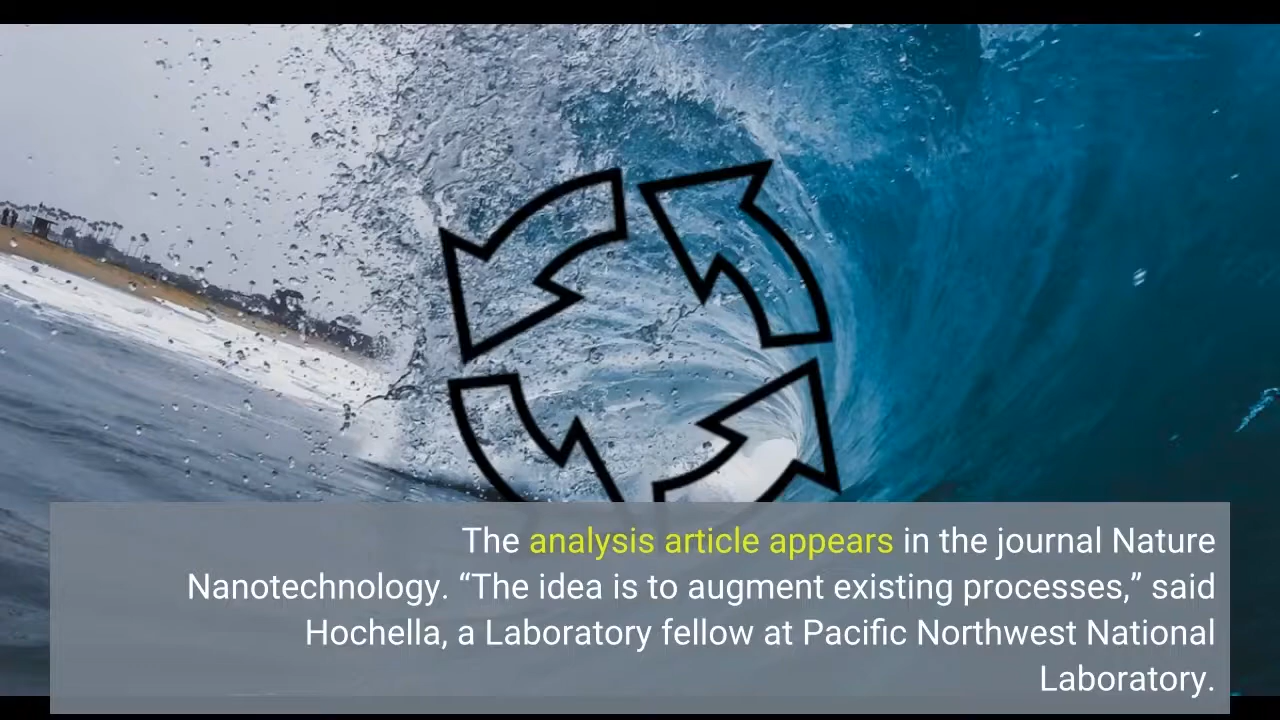 The analysis article appears in the journal Nature
Nanotechnology. “The idea is to augment existing processes,” said
Hochella, a Laboratory fellow at Pacific Northwest National
Laboratory.